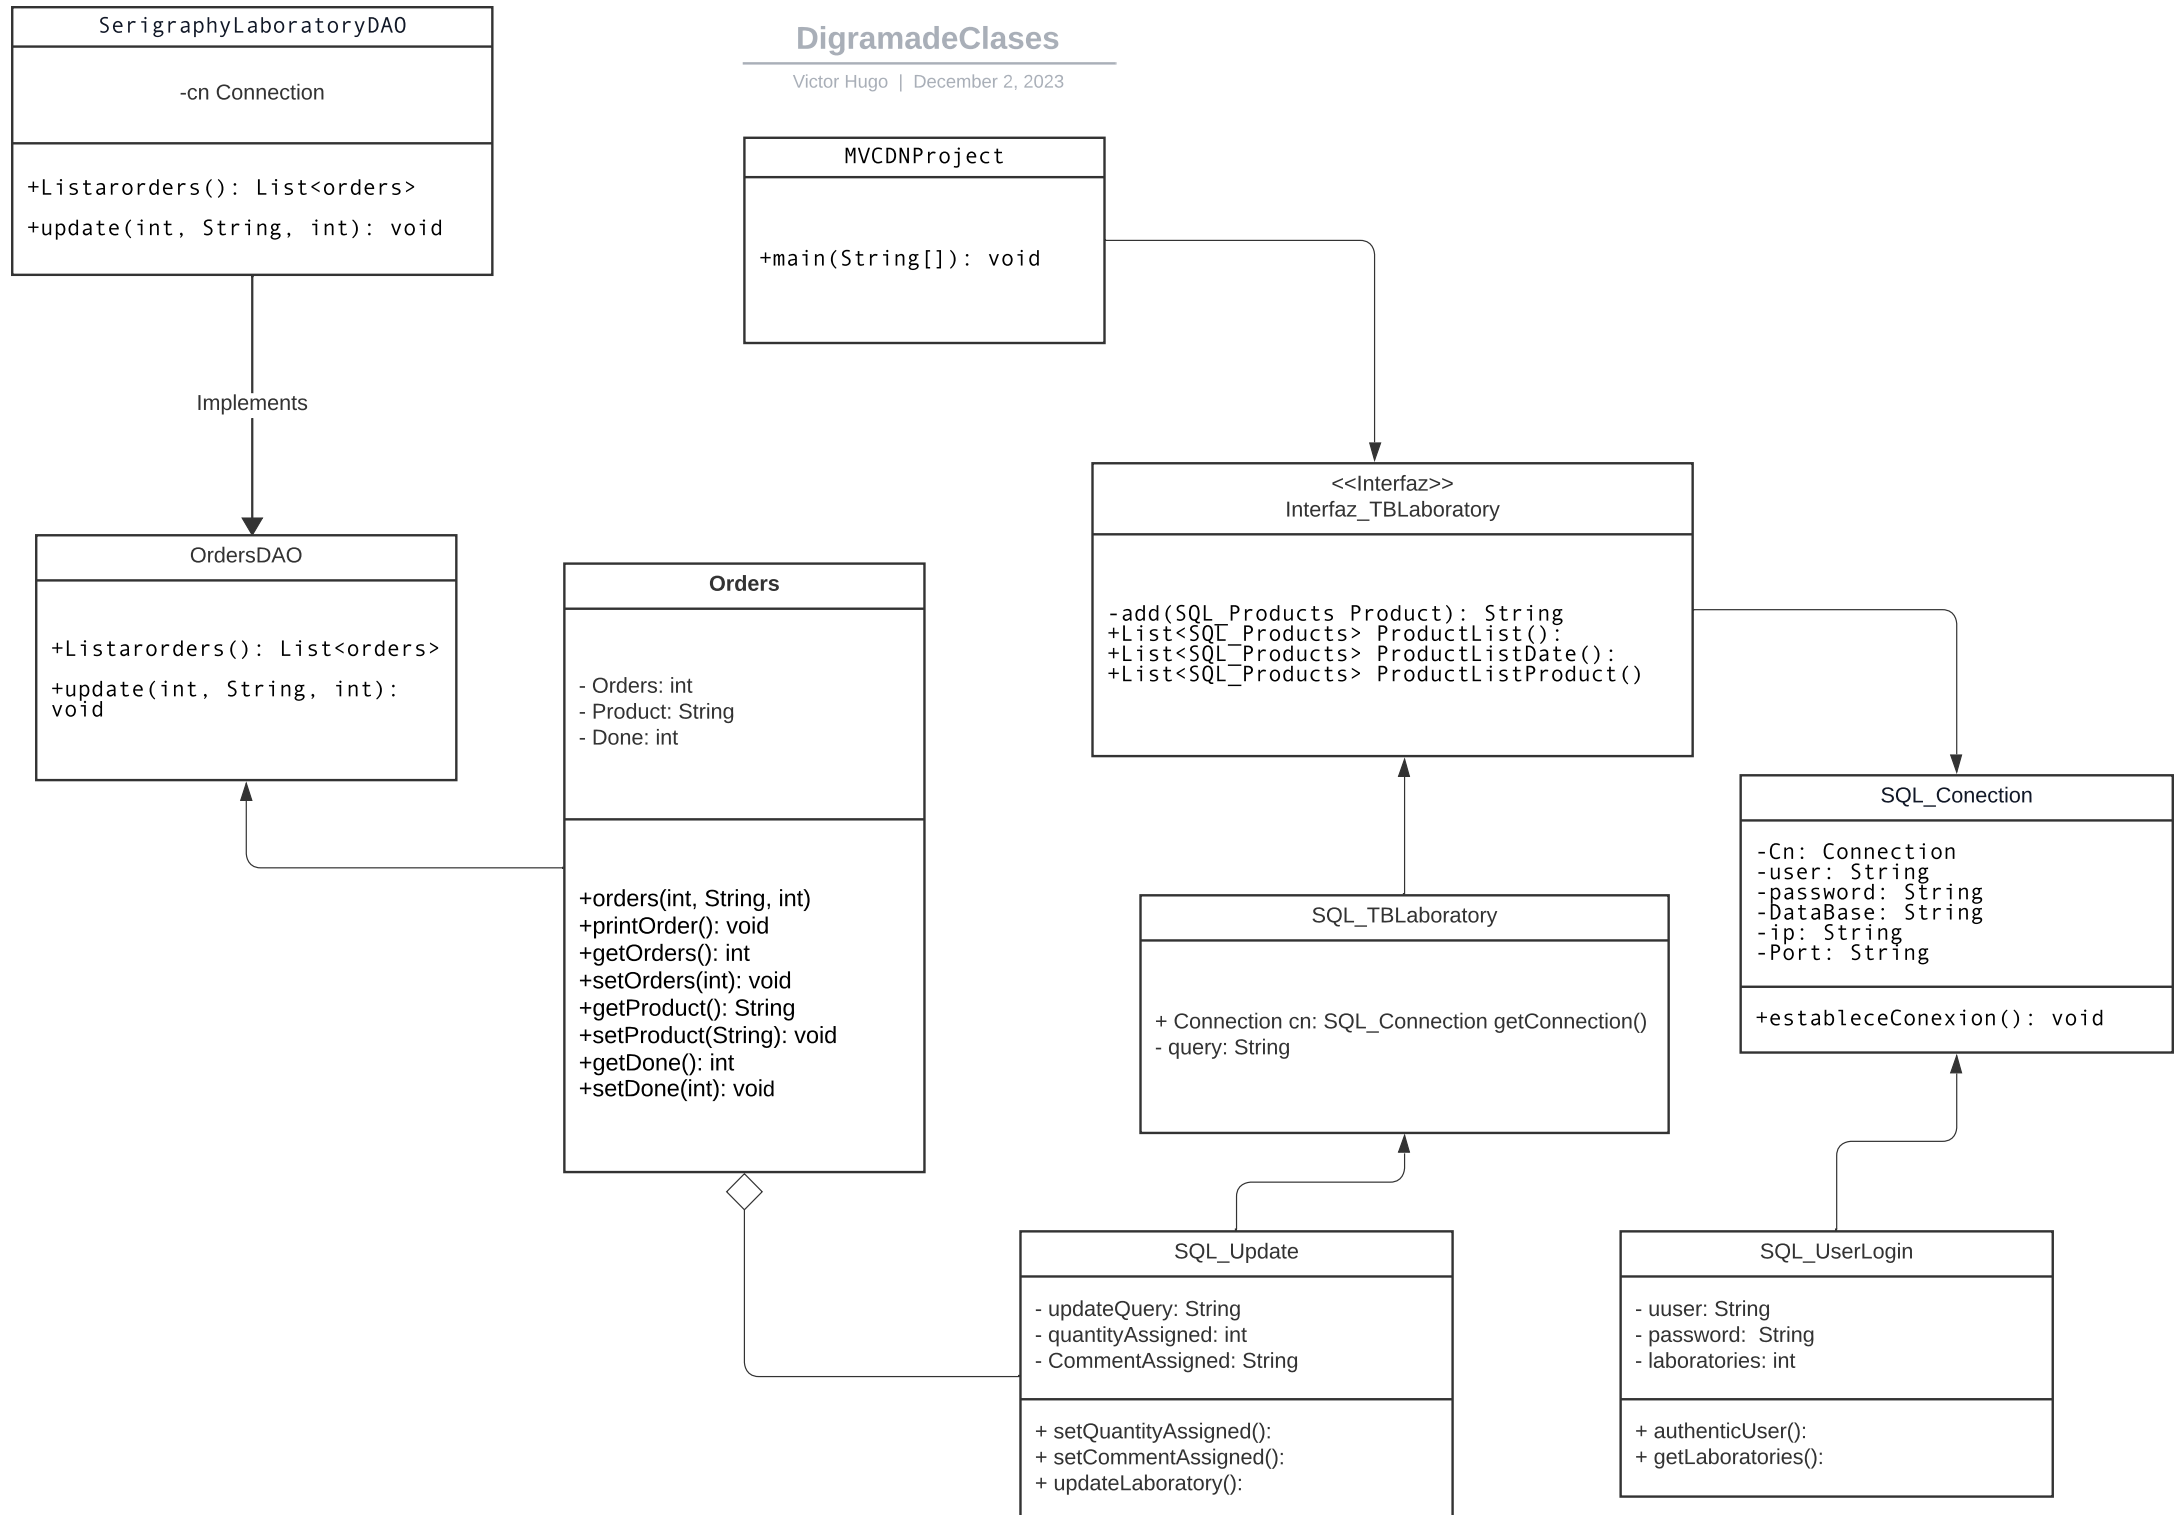 SerigraphyLaboratoryDAO
-cn Connection
+Listarorders(): List<orders>
+update(int, String, int): void
DigramadeClases
Victor Hugo | December 2, 2023
MVCDNProject
+main(String[]): void
Implements
<<Interfaz>>
Interfaz_TBLaboratory
-add(SQL_Products Product): String
+List<SQL_Products> ProductList():
+List<SQL_Products> ProductListDate():
+List<SQL_Products> ProductListProduct()
OrdersDAO
+Listarorders(): List<orders>
+update(int, String, int):
void
Orders
- Orders: int
- Product: String
- Done: int
+orders(int, String, int)
+printOrder(): void
+getOrders(): int
+setOrders(int): void
+getProduct(): String
+setProduct(String): void
+getDone(): int
+setDone(int): void
SQL_Conection
-Cn: Connection
-user: String
-password: String
-DataBase: String
-ip: String
-Port: String
+estableceConexion(): void
SQL_TBLaboratory
+ Connection cn: SQL_Connection getConnection()
- query: String
SQL_Update
- updateQuery: String
- quantityAssigned: int
- CommentAssigned: String
+ setQuantityAssigned():
+ setCommentAssigned():
+ updateLaboratory():
SQL_UserLogin
- uuser: String
- password:  String
- laboratories: int
+ authenticUser():
+ getLaboratories():